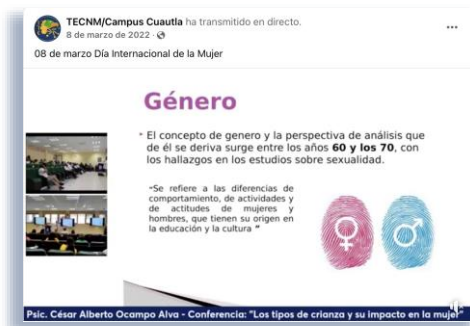 TECNM/Campus Cuautla ha transmitido en directo.
8 de marzo de 2022 ·
08 de marzo Día Internacional de la Mujer
Género
El concepto de genero y la perspectiva de análisis que
de él se deriva surge entre los años 60 y los 70, con
los hallazgos en los estudios sobre sexualidad.
"Se refiere a las diferencias de
comportamiento, de actividades y
de actitudes de mujeres y
hombres, que tienen su origen en
la educación y la cultura "
Psic. César Alberto Ocampo Alva - Conferencia: "Los tipos de crianza y su impacto en la mujer"